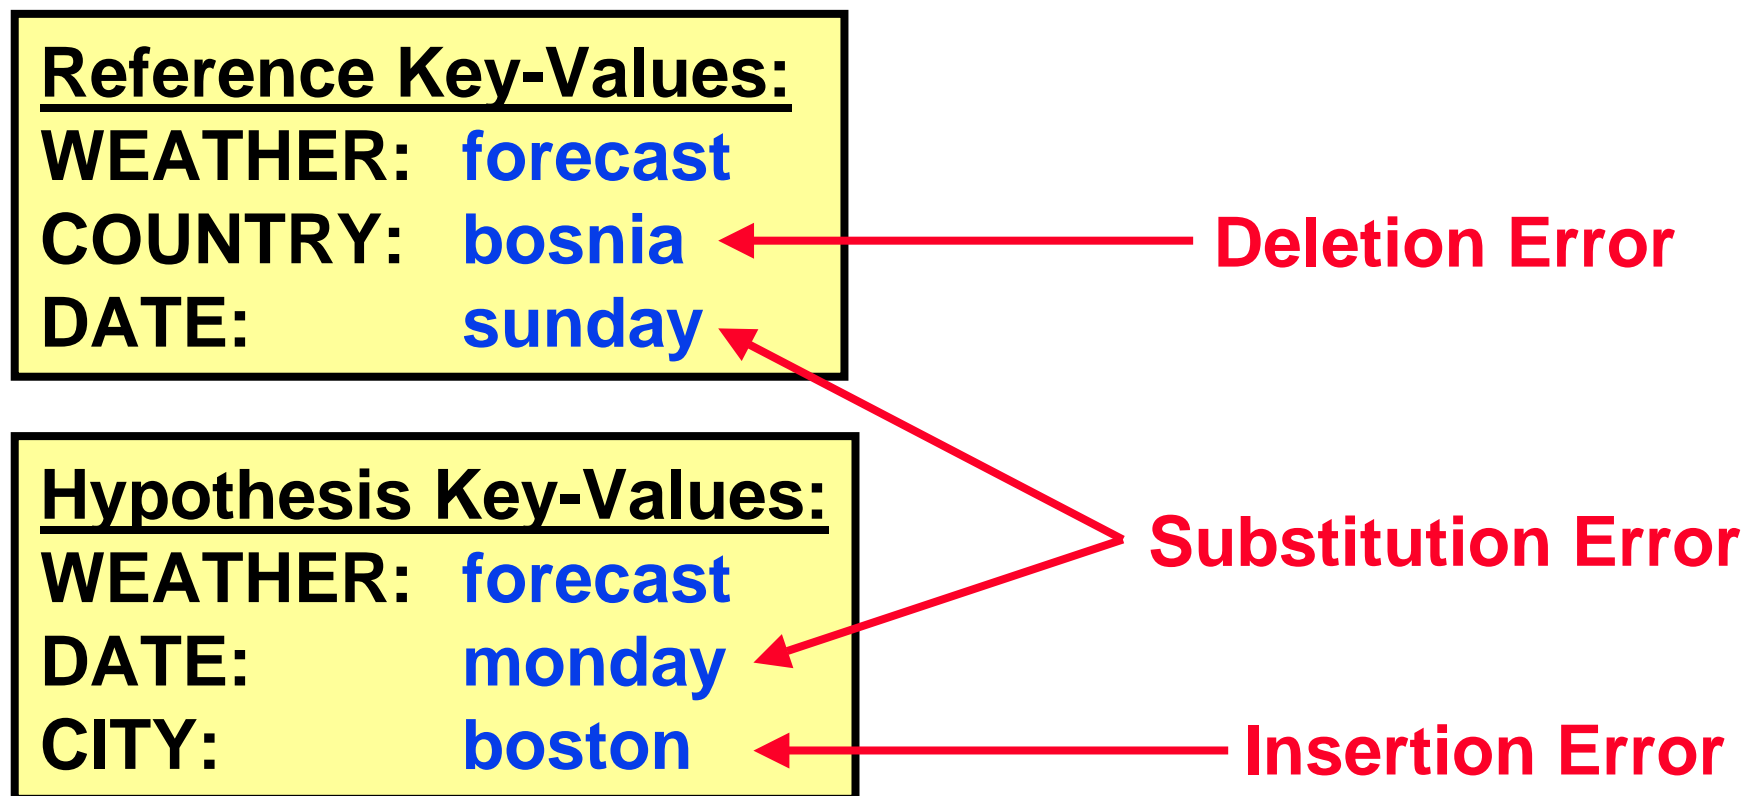 Reference Key-Values:
WEATHER: forecast
COUNTRY: bosnia
DATE: sunday
Deletion Error
Hypothesis Key-Values:
WEATHER: forecast
DATE: monday
CITY: boston
Substitution Error
Insertion Error